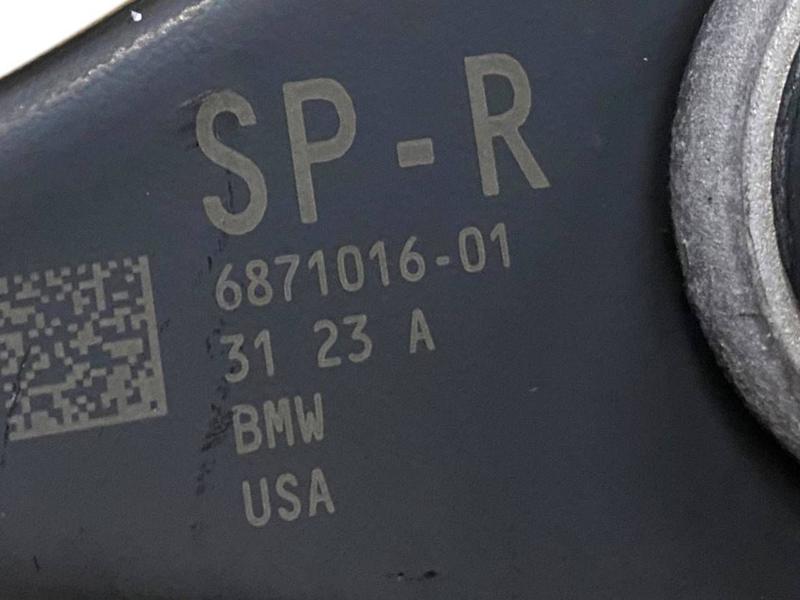 SP-R
6871016-01
31 23 A
BMW
USA